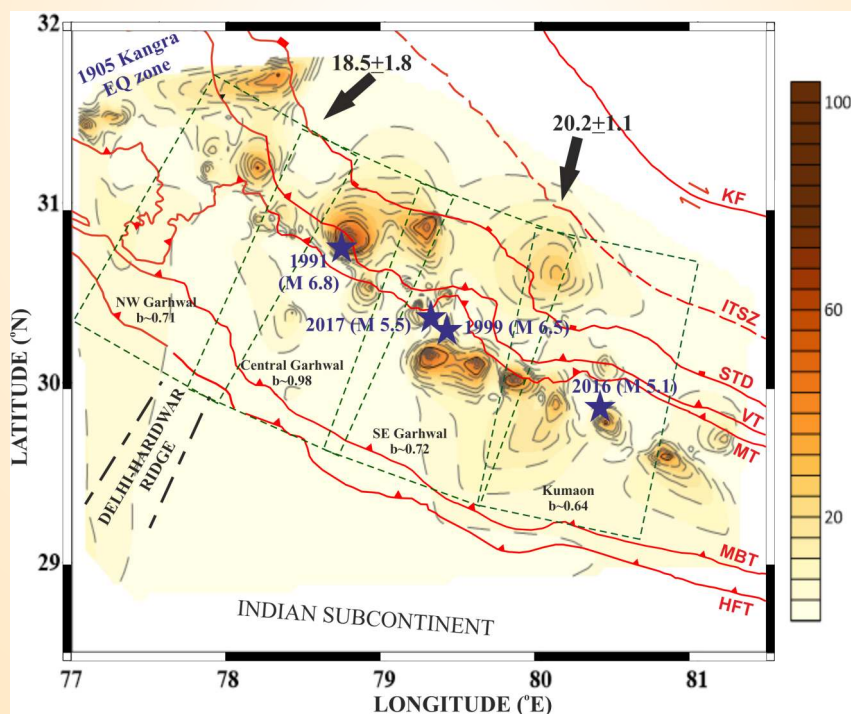 32
31
30
29
LATITUDE (°N)
77
78
79
80
81
LONGITUDE (°E)
1905 Kangra
EQ zone
18.5±1.8
20.2±1.1
KF
ITSZ
STD
VT
MT
MBT
HFT
1991
(M 6.8)
2017 (M 5.5)
1999 (M 6.5)
2016 (M 5.1)
NW Garhwal
b~0.71
Central Garhwal
b~0.98
SE Garhwal
b~0.72
Kumaon
b~0.64
DELHI-HARIDWAR
RIDGE
INDIAN SUBCONTINENT
100
60
20